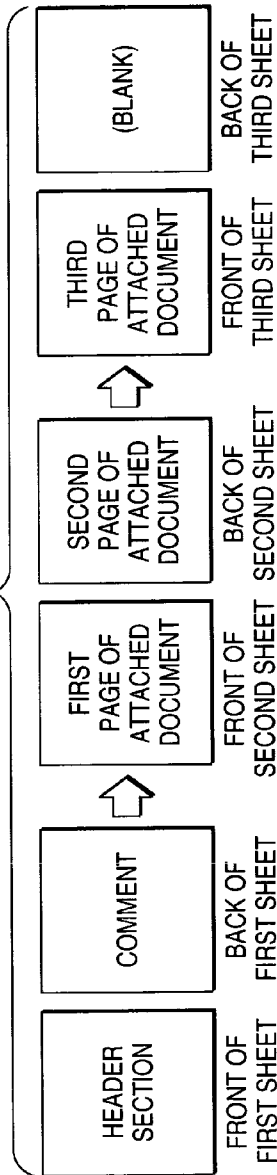 HEADER
SECTION
FRONT OF
FIRST SHEET
COMMENT
BACK OF
FIRST SHEET
FIRST
PAGE OF
ATTACHED
DOCUMENT
FRONT OF
SECOND SHEET
SECOND
PAGE OF
ATTACHED
DOCUMENT
BACK OF
SECOND SHEET
THIRD
PAGE OF
ATTACHED
DOCUMENT
FRONT OF
THIRD SHEET
(BLANK)
BACK OF
THIRD SHEET